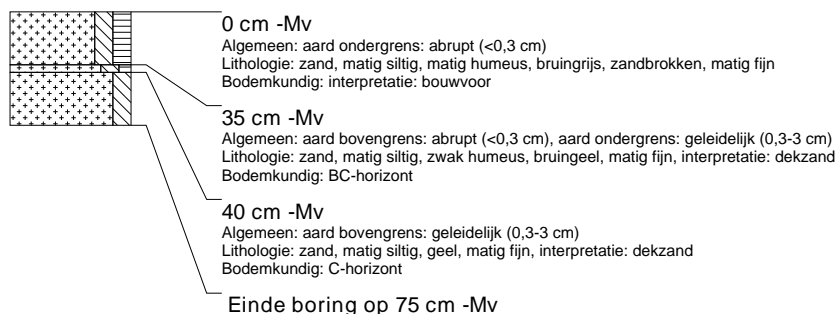 0 cm -Mv
Algemeen: aard ondergrens: abrupt (<0,3 cm)
Lithologie: zand, matig siltig, matig humeus, bruingrijs, zandbrokken, matig fijn
Bodemkundig: interpretatie: bouwvoor
35 cm -Mv
Algemeen: aard bovengrens: abrupt (<0,3 cm), aard ondergrens: geleidelijk (0,3-3 cm)
Lithologie: zand, matig siltig, zwak humeus, bruingeel, matig fijn, interpretatie: dekzand
Bodemkundig: BC-horizont
40 cm -Mv
Algemeen: aard bovengrens: geleidelijk (0,3-3 cm)
Lithologie: zand, matig siltig, geel, matig fijn, interpretatie: dekzand
Bodemkundig: C-horizont
Einde boring op 75 cm -Mv